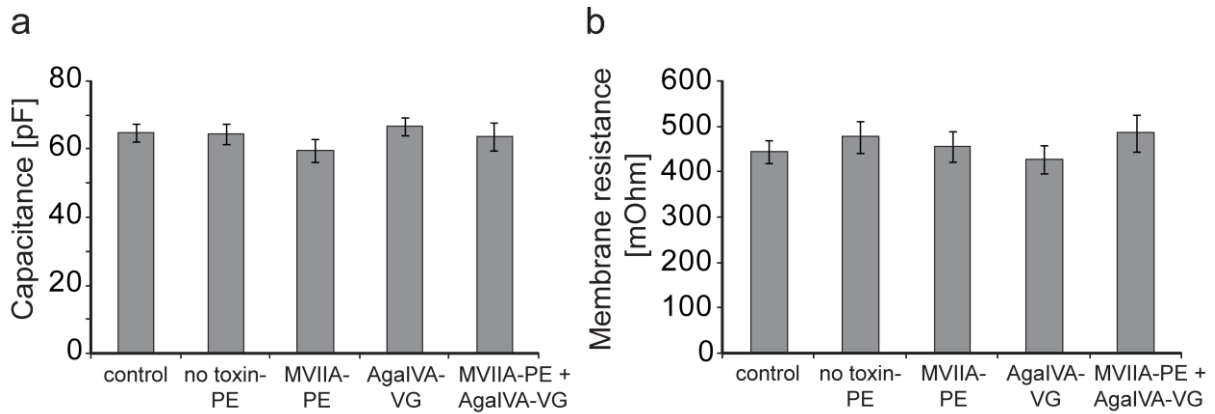 a
Capacitance [pF]
80
60
40
20
0
control
no toxin-
PE
MVIIA-
PE
AgaIVA-
VG
MVIIA-PE +
AgaIVA-VG
b
Membrane resistance
[mOhm]
600
500
400
300
200
100
0
control
no toxin-
PE
MVIIA-
PE
AgaIVA-
VG
MVIIA-PE +
AgaIVA-VG